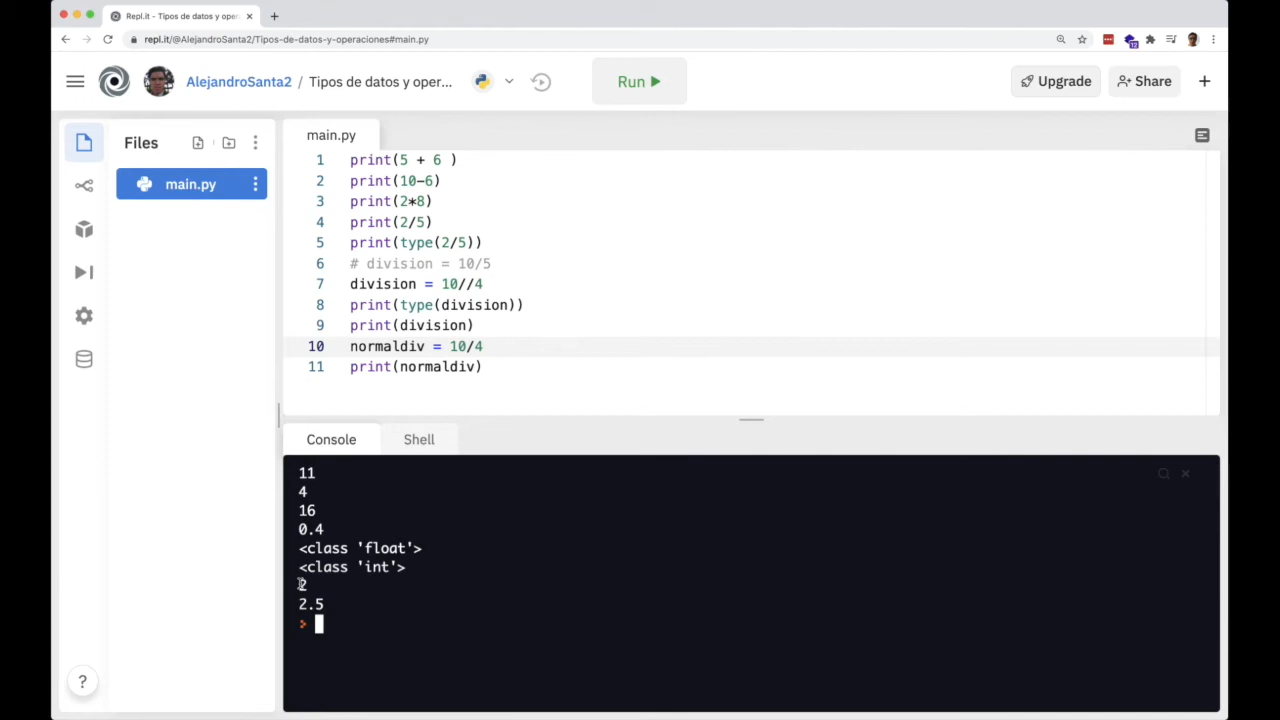 Repl.it - Tipos de datos y oper
repl.it/@AlejandroSanta2/Tipos-de-datos-y-operaciones#main.py
12
AlejandroSanta2 / Tipos de datos y oper...
Run
Upgrade
Share
Files
main.py
main.py
1 print(5 + 6 )
2 print(10-6)
3 print(2*8)
4 print(2/5)
5 print(type(2/5))
6 # division = 10/5
7 division = 10//4
8 print(type(division))
9 print(division)
10 normaldiv = 10/4
11 print(normaldiv)
Console
Shell
11
4
16
0.4
<class 'float'>
<class 'int'>
2
2.5
>
?